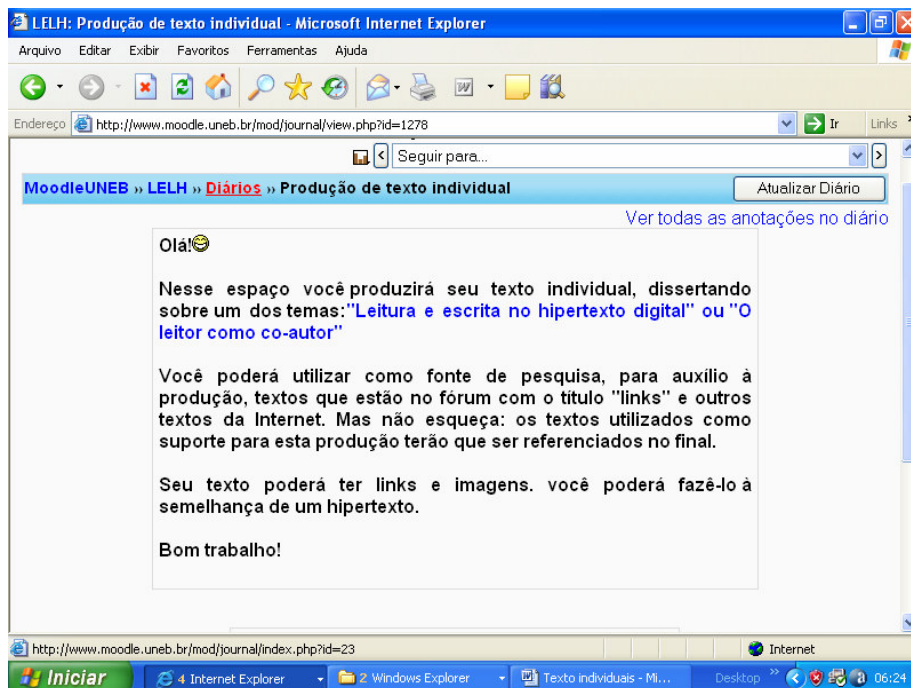 LELH: Produção de texto individual - Microsoft Internet Explorer
Arquivo Editar Exibir Favoritos Ferramentas Ajuda
Endereço http://www.moodle.uneb.br/mod/journal/view.php?id=1278 Ir Links
Seguir para...
MoodleUNEB » LELH » Diários » Produção de texto individual Atualizar Diário
Ver todas as anotações no diário
Olá!
Nesse espaço você produzirá seu texto individual, dissertando
sobre um dos temas:"Leitura e escrita no hipertexto digital" ou "O
leitor como co-autor"
Você poderá utilizar como fonte de pesquisa, para auxílio à
produção, textos que estão no fórum com o título "links" e outros
textos da Internet. Mas não esqueça: os textos utilizados como
suporte para esta produção terão que ser referenciados no final.
Seu texto poderá ter links e imagens. você poderá fazê-lo à
semelhança de um hipertexto.
Bom trabalho!
http://www.moodle.uneb.br/mod/journal/index.php?id=23 Internet
Iniciar 4 Internet Explorer 2 Windows Explorer Texto individuais - Mi... Desktop » 06:24